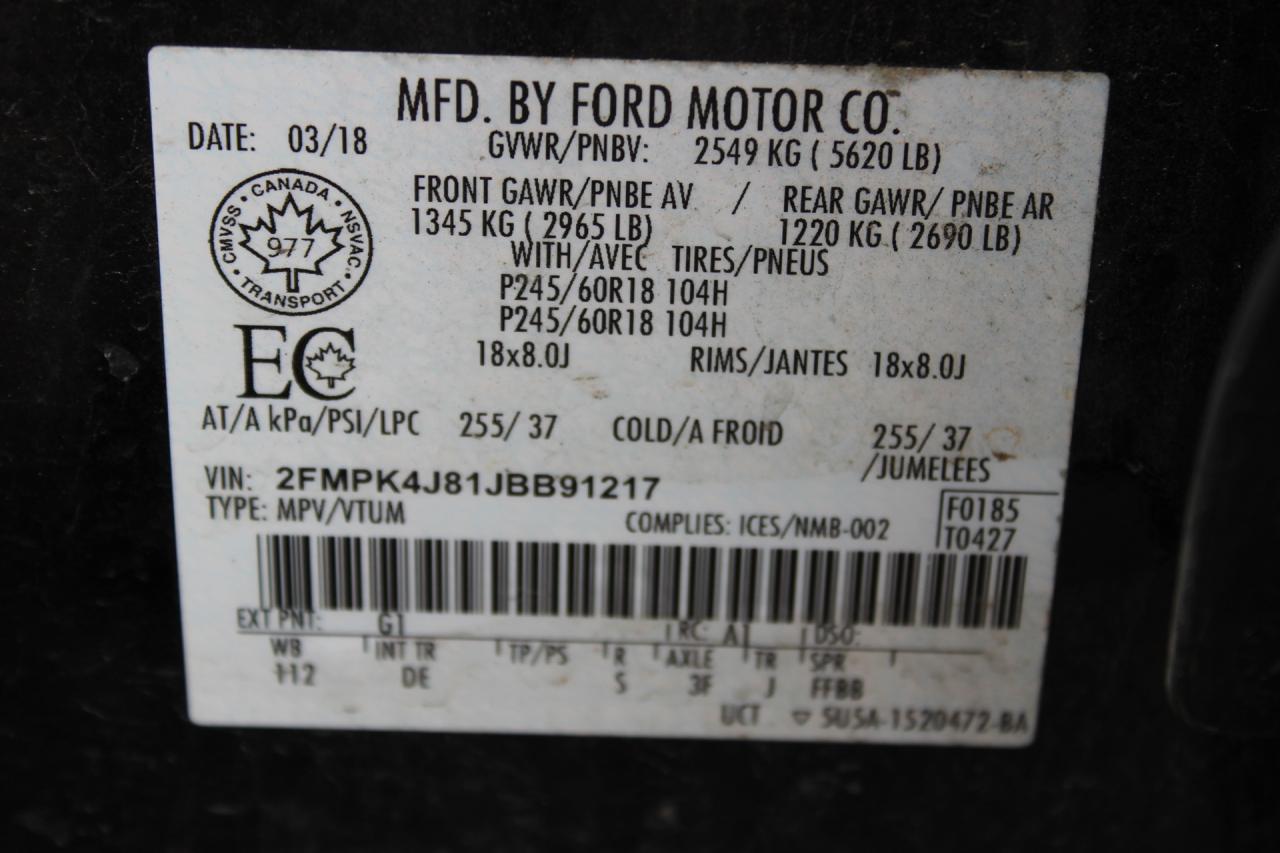 MFD. BY FORD MOTOR CO.
DATE: 03/18
GVWR/PNBV: 2549 KG ( 5620 LB)
FRONT GAWR/PNBE AV / REAR GAWR/ PNBE AR
1345 KG ( 2965 LB) 1220 KG ( 2690 LB)
WITH/AVEC TIRES/PNEUS
P245/60R18 104H
P245/60R18 104H
18x8.0J RIMS/JANTES 18x8.0J
CANADA
CMVSS 977 NSVAC
TRANSPORT
EC
AT/A kPa/PSI/LPC 255/ 37 COLD/A FROID 255/ 37
/JUMELEES
VIN: 2FMPK4J81JBB91217
TYPE: MPV/VTUM
COMPLIES: ICES/NMB-002
F0185
T0427
EXT PNT: G1 RC: A1 DSO:
WB INT TR TP/PS R AXLE TR SPR
112 DE S 3F J FFBB
UCT 5U5A-1520472-BA